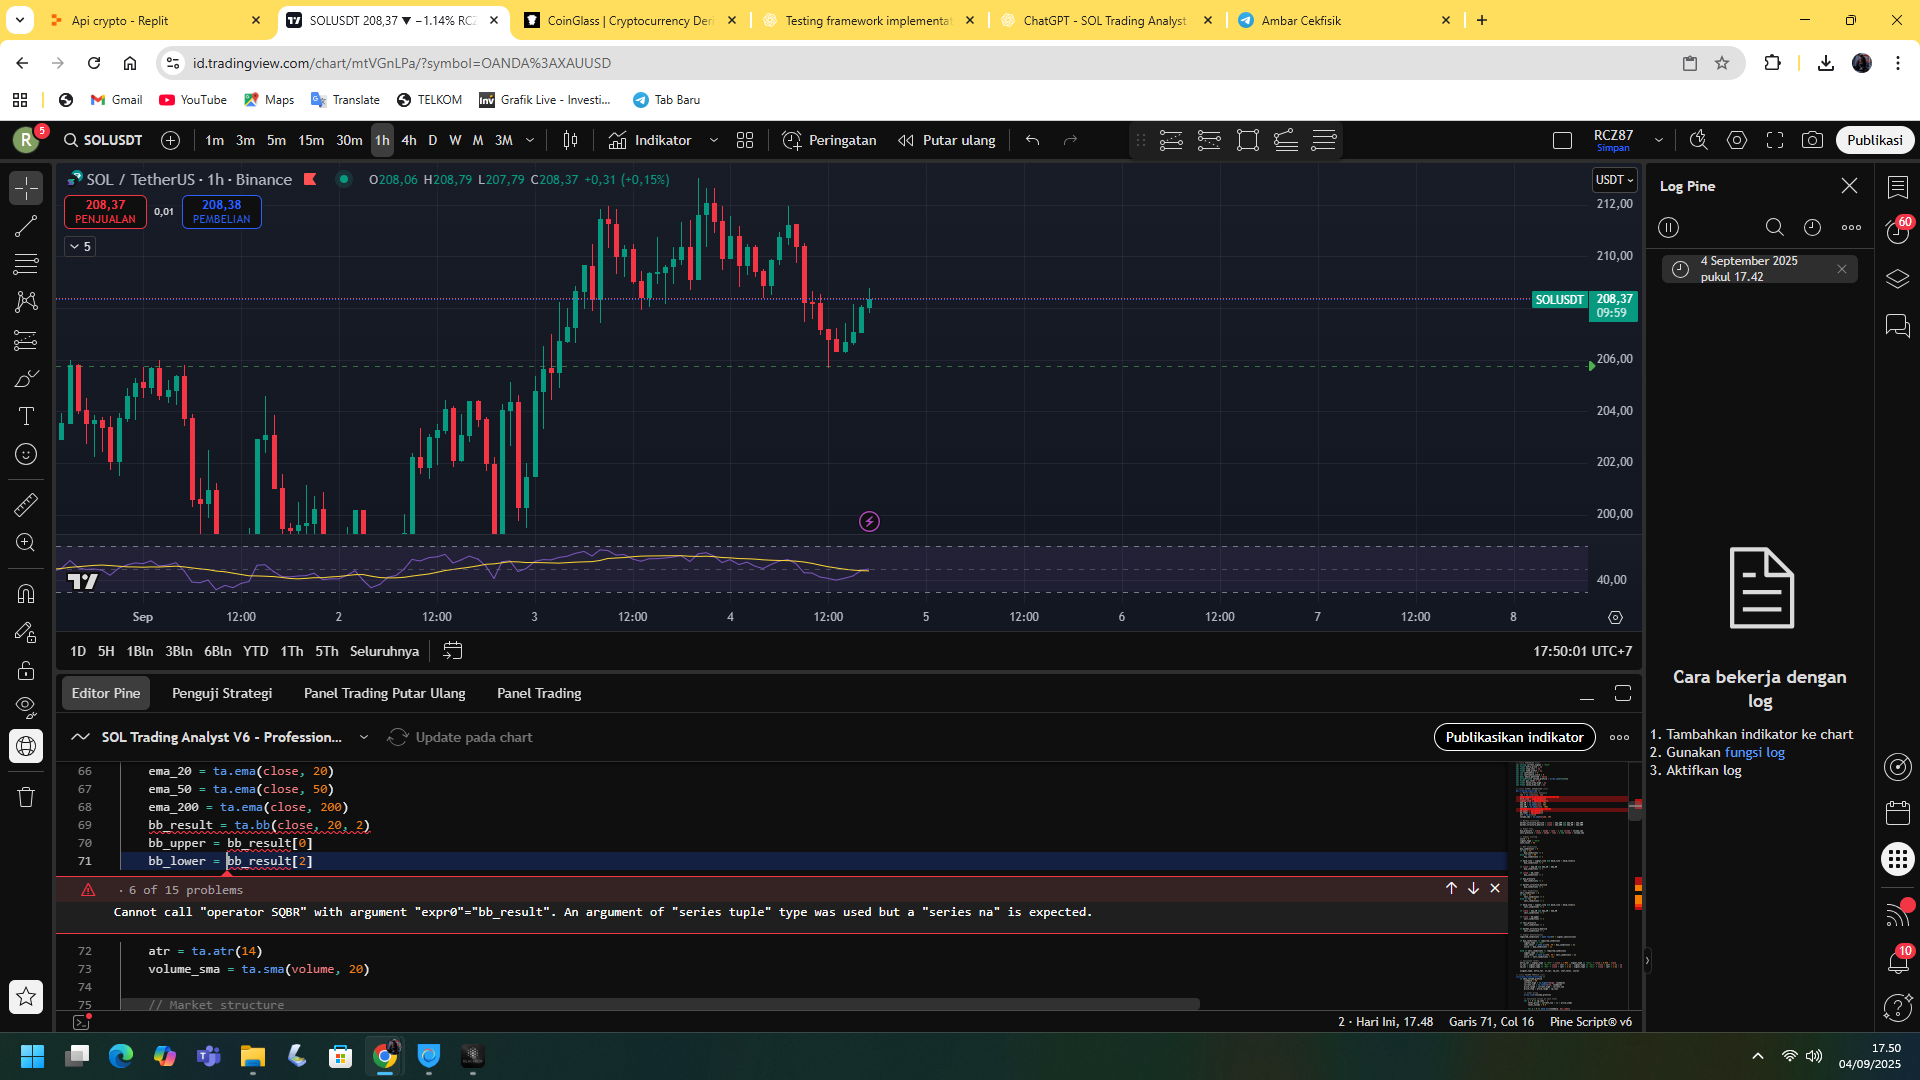 Api crypto - Replit
SOLUSDT 208,37 ▼ −1.14% RCZ
CoinGlass | Cryptocurrency Deri
Testing framework implementat
ChatGPT - SOL Trading Analyst
Ambar Cekfisik
id.tradingview.com/chart/mtVGnLPa/?symbol=OANDA%3AXAUUSD
Gmail
YouTube
Maps
Translate
TELKOM
Inv
Grafik Live - Investi...
Tab Baru
R
5
SOLUSDT
1m
3m
5m
15m
30m
1h
4h
D
W
M
3M
Indikator
Peringatan
Putar ulang
RCZ87
Simpan
Publikasi
SOL / TetherUS · 1h · Binance
O208,06 H208,79 L207,79 C208,37 +0,31 (+0,15%)
USDT
208,37
PENJUALAN
0,01
208,38
PEMBELIAN
5
212,00
210,00
SOLUSDT
208,37
09:59
206,00
204,00
202,00
200,00
40,00
Sep
12:00
2
12:00
3
12:00
4
12:00
5
12:00
6
12:00
7
12:00
8
1D
5H
1Bln
3Bln
6Bln
YTD
1Th
5Th
Seluruhnya
17:50:01 UTC+7
Log Pine
4 September 2025
pukul 17.42
Cara bekerja dengan
log
1. Tambahkan indikator ke chart
2. Gunakan fungsi log
3. Aktifkan log
60
10
Editor Pine
Penguji Strategi
Panel Trading Putar Ulang
Panel Trading
SOL Trading Analyst V6 - Profession...
Update pada chart
Publikasikan indikator
66 ema_20 = ta.ema(close, 20)
67 ema_50 = ta.ema(close, 50)
68 ema_200 = ta.ema(close, 200)
69 bb_result = ta.bb(close, 20, 2)
70 bb_upper = bb_result[0]
71 bb_lower = bb_result[2]
· 6 of 15 problems
Cannot call "operator SQBR" with argument "expr0"="bb_result". An argument of "series tuple" type was used but a "series na" is expected.
72 atr = ta.atr(14)
73 volume_sma = ta.sma(volume, 20)
74
75 // Market structure
2 · Hari Ini, 17.48
Garis 71, Col 16
Pine Script® v6
17.50
04/09/2025